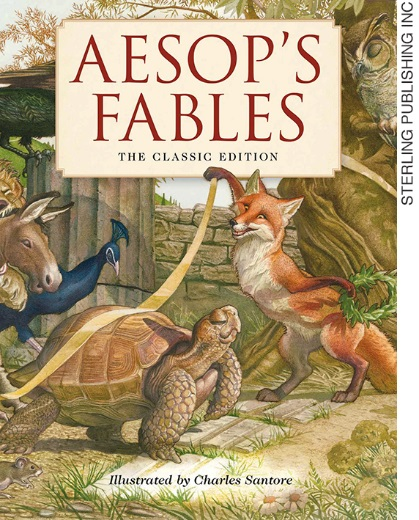 AESOP'S
FABLES
THE CLASSIC EDITION
Illustrated by Charles Santore
STERLING PUBLISHING INC